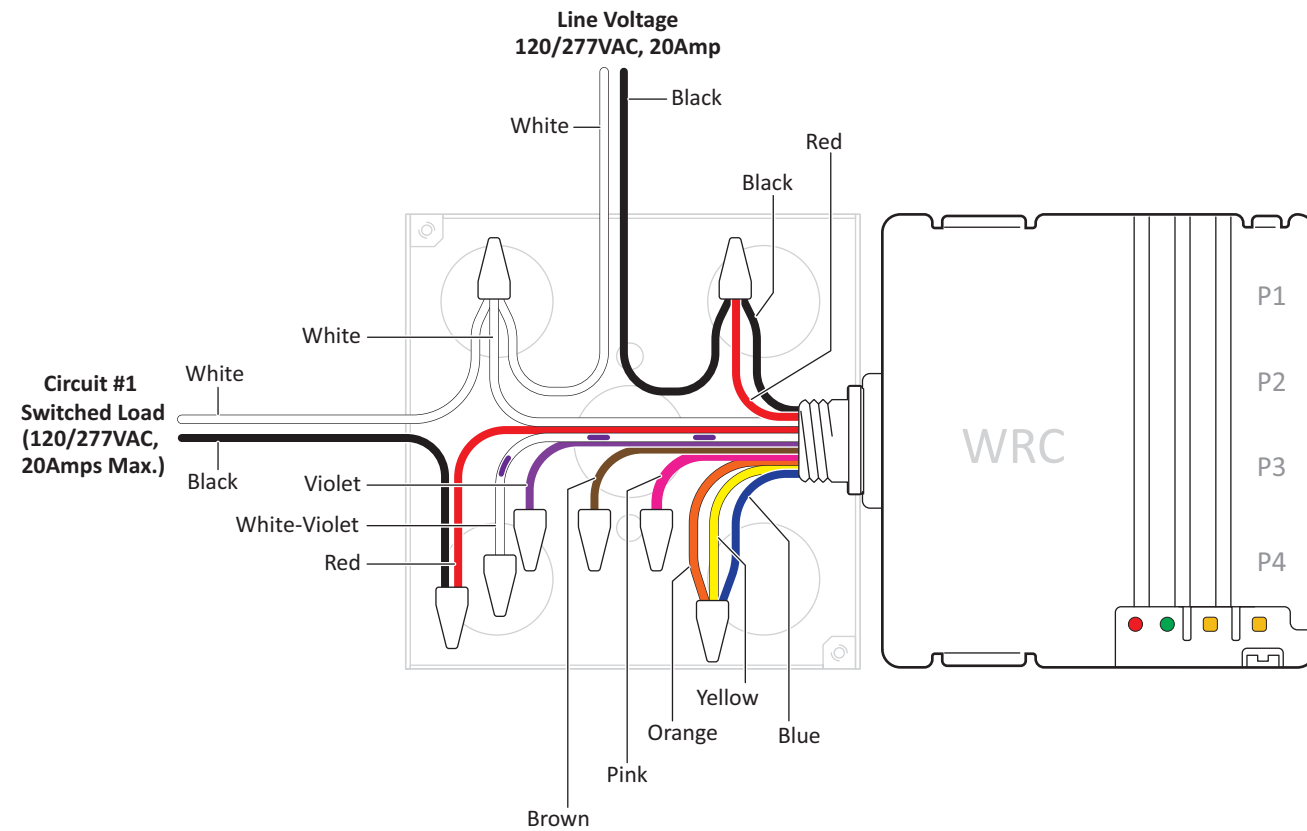 Line Voltage
120/277VAC, 20Amp
Black
White
Red
Black
P1
White
P2
Circuit #1
Switched Load
(120/277VAC,
20Amps Max.)
White
WRC
P3
Black
Violet
White-Violet
Red
P4
Yellow
Orange
Blue
Pink
Brown